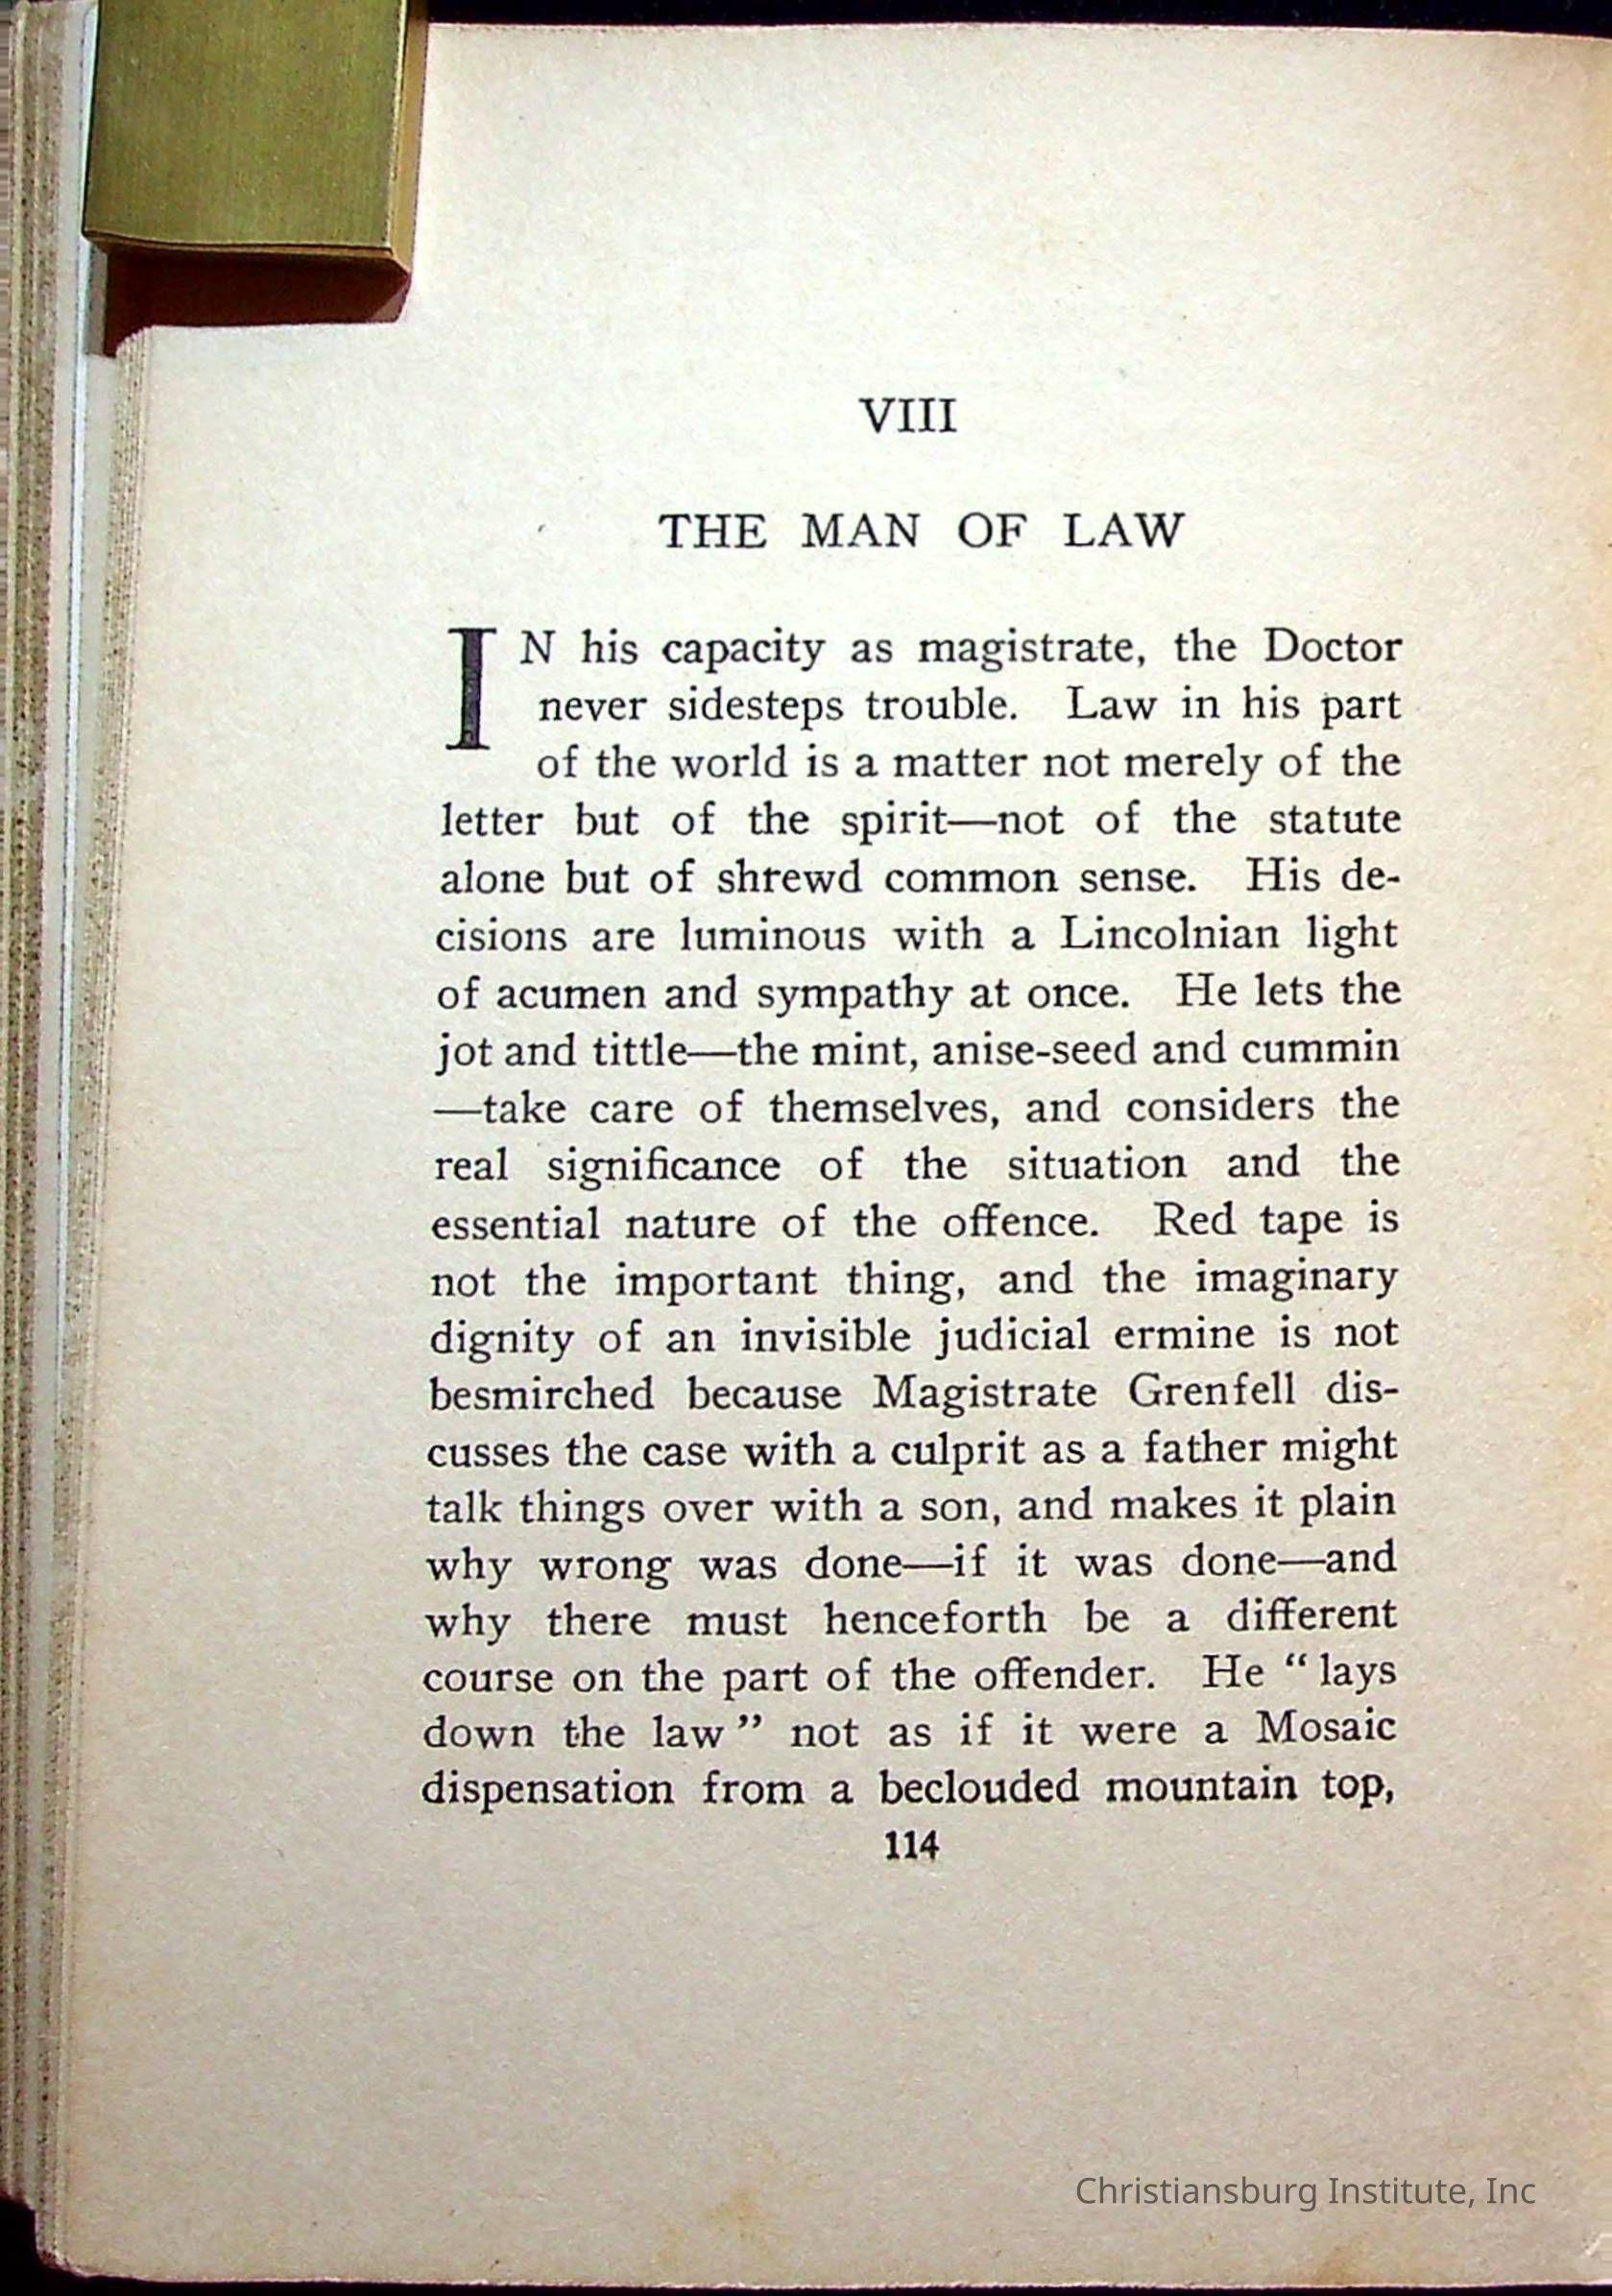 VIII
THE MAN OF LAW
IN his capacity as magistrate, the Doctor
never sidesteps trouble. Law in his part
of the world is a matter not merely of the
letter but of the spirit—not of the statute
alone but of shrewd common sense. His de-
cisions are luminous with a Lincolnian light
of acumen and sympathy at once. He lets the
jot and tittle—the mint, anise-seed and cummin
—take care of themselves, and considers the
real significance of the situation and the
essential nature of the offence. Red tape is
not the important thing, and the imaginary
dignity of an invisible judicial ermine is not
besmirched because Magistrate Grenfell dis-
cusses the case with a culprit as a father might
talk things over with a son, and makes it plain
why wrong was done—if it was done—and
why there must henceforth be a different
course on the part of the offender. He “ lays
down the law ” not as if it were a Mosaic
dispensation from a beclouded mountain top,
114
Christiansburg Institute, Inc